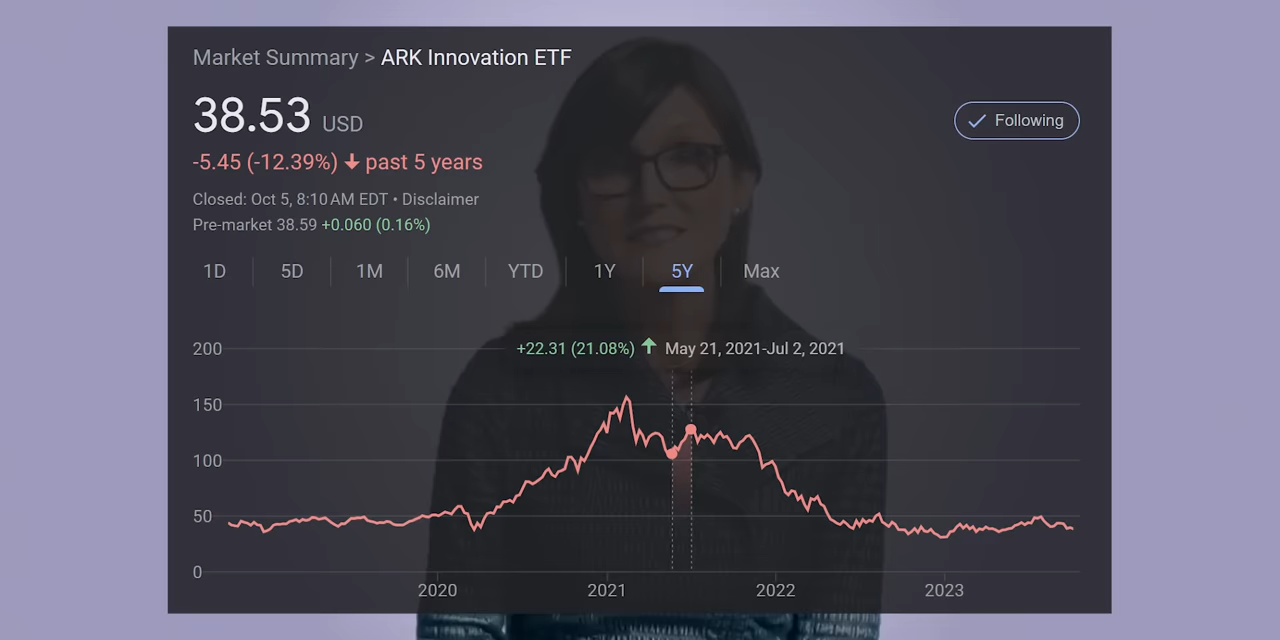 Market Summary > ARK Innovation ETF
38.53 USD
Following
-5.45 (-12.39%) ↓ past 5 years
Closed: Oct 5, 8:10 AM EDT • Disclaimer
Pre-market 38.59 +0.060 (0.16%)
1D 5D 1M 6M YTD 1Y 5Y Max
+22.31 (21.08%) ↑ May 21, 2021-Jul 2, 2021
200
150
100
50
0
2020 2021 2022 2023